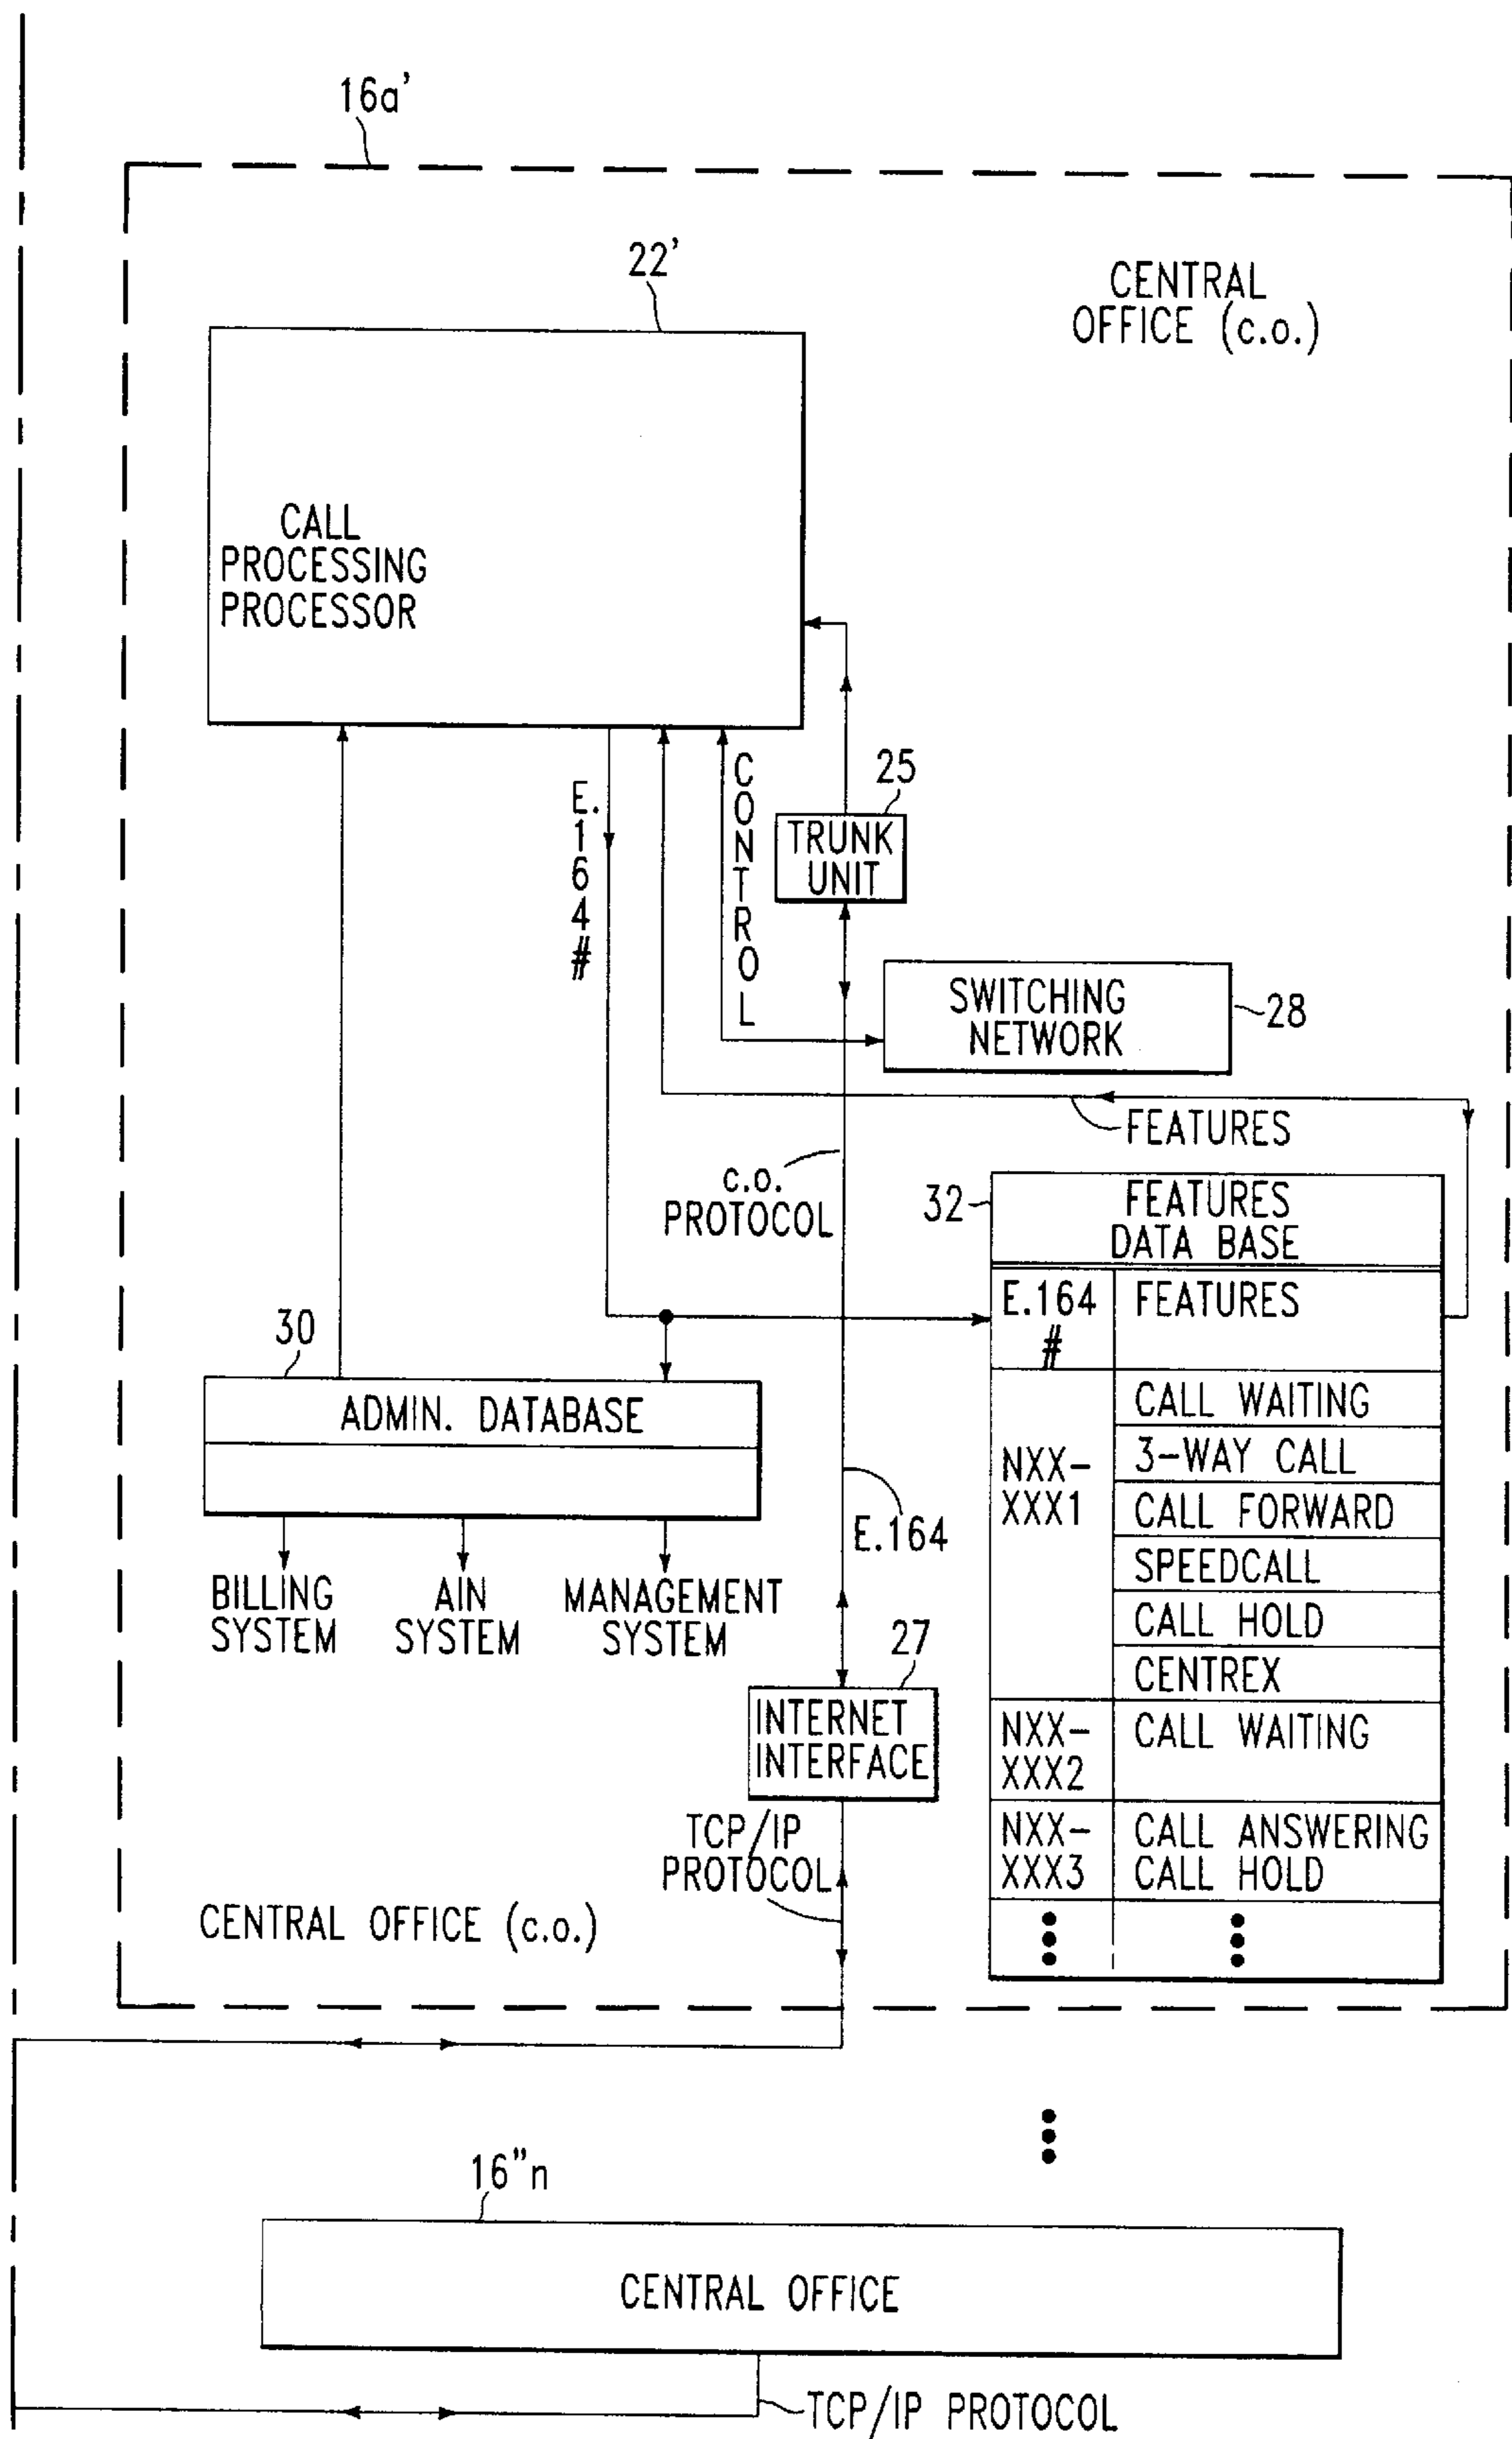 16a'
22'
CENTRAL
OFFICE (c.o.)
CALL
PROCESSING
PROCESSOR
E.164#
CONTROL
25
TRUNK
UNIT
SWITCHING
NETWORK
28
FEATURES
c.o.
PROTOCOL
32
FEATURES
DATA BASE
E.164
#
FEATURES
30
ADMIN. DATABASE
NXX-
XXX1
CALL WAITING
3-WAY CALL
CALL FORWARD
SPEEDCALL
CALL HOLD
CENTREX
E.164
BILLING
SYSTEM
AIN
SYSTEM
MANAGEMENT
SYSTEM
27
INTERNET
INTERFACE
NXX-
XXX2
CALL WAITING
NXX-
XXX3
CALL ANSWERING
CALL HOLD
TCP/IP
PROTOCOL
CENTRAL OFFICE (c.o.)
16"n
CENTRAL OFFICE
TCP/IP PROTOCOL